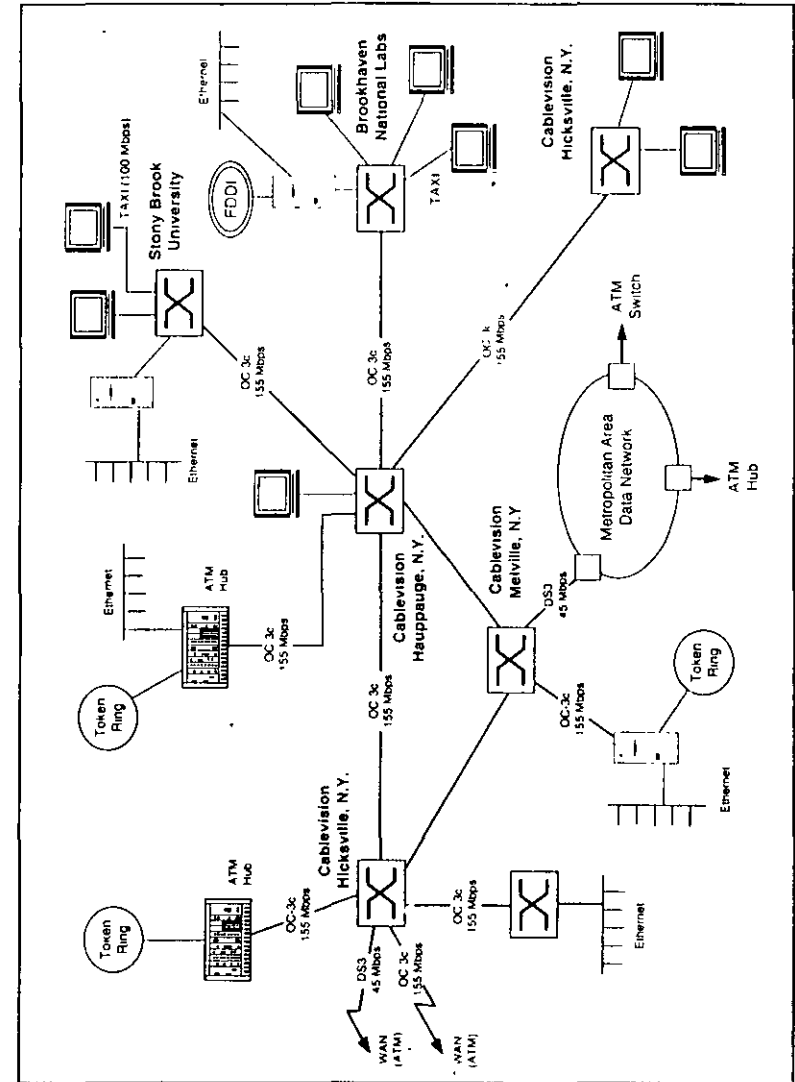 Token
Ring
ATM
Hub
Ethernet
Token
Ring
ATM
Hub
Ethernet
TAXI (100 Mbps)
Stony Brook
University
Ethernet
FDDI
Brookhaven
National Labs
TAXI
OC 3c
155 Mbps
OC-3c
155 Mbps
OC 3c
155 Mbps
OC 3c
155 Mbps
Cablevision
Hicksville, N.Y.
OC 3c
155 Mbps
Cablevision
Hauppauge, N.Y.
155 Mbps
Cablevision
Hicksville, N.Y.
DS3
45 Mbps
OC 3c
155 Mbps
WAN
(ATM)
WAN
(ATM)
OC 3c
155 Mbps
Ethernet
Cablevision
Melville, N.Y
DS3
45 Mbps
OC-3c
155 Mbps
Token
Ring
Ethernet
Metropolitan Area
Data Network
ATM
Switch
ATM
Hub